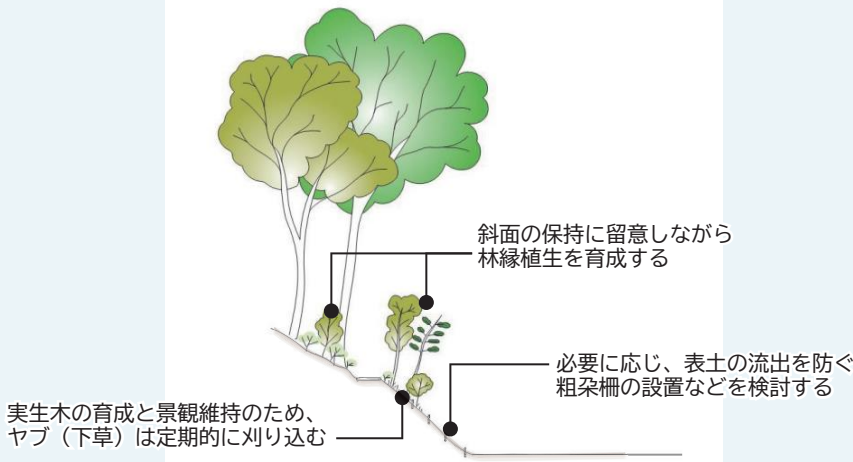 斜面の保持に留意しながら
林縁植生を育成する
必要に応じ、表土の流出を防ぐ
粗朶柵の設置などを検討する
実生木の育成と景観維持のため、
ヤブ（下草）は定期的に刈り込む